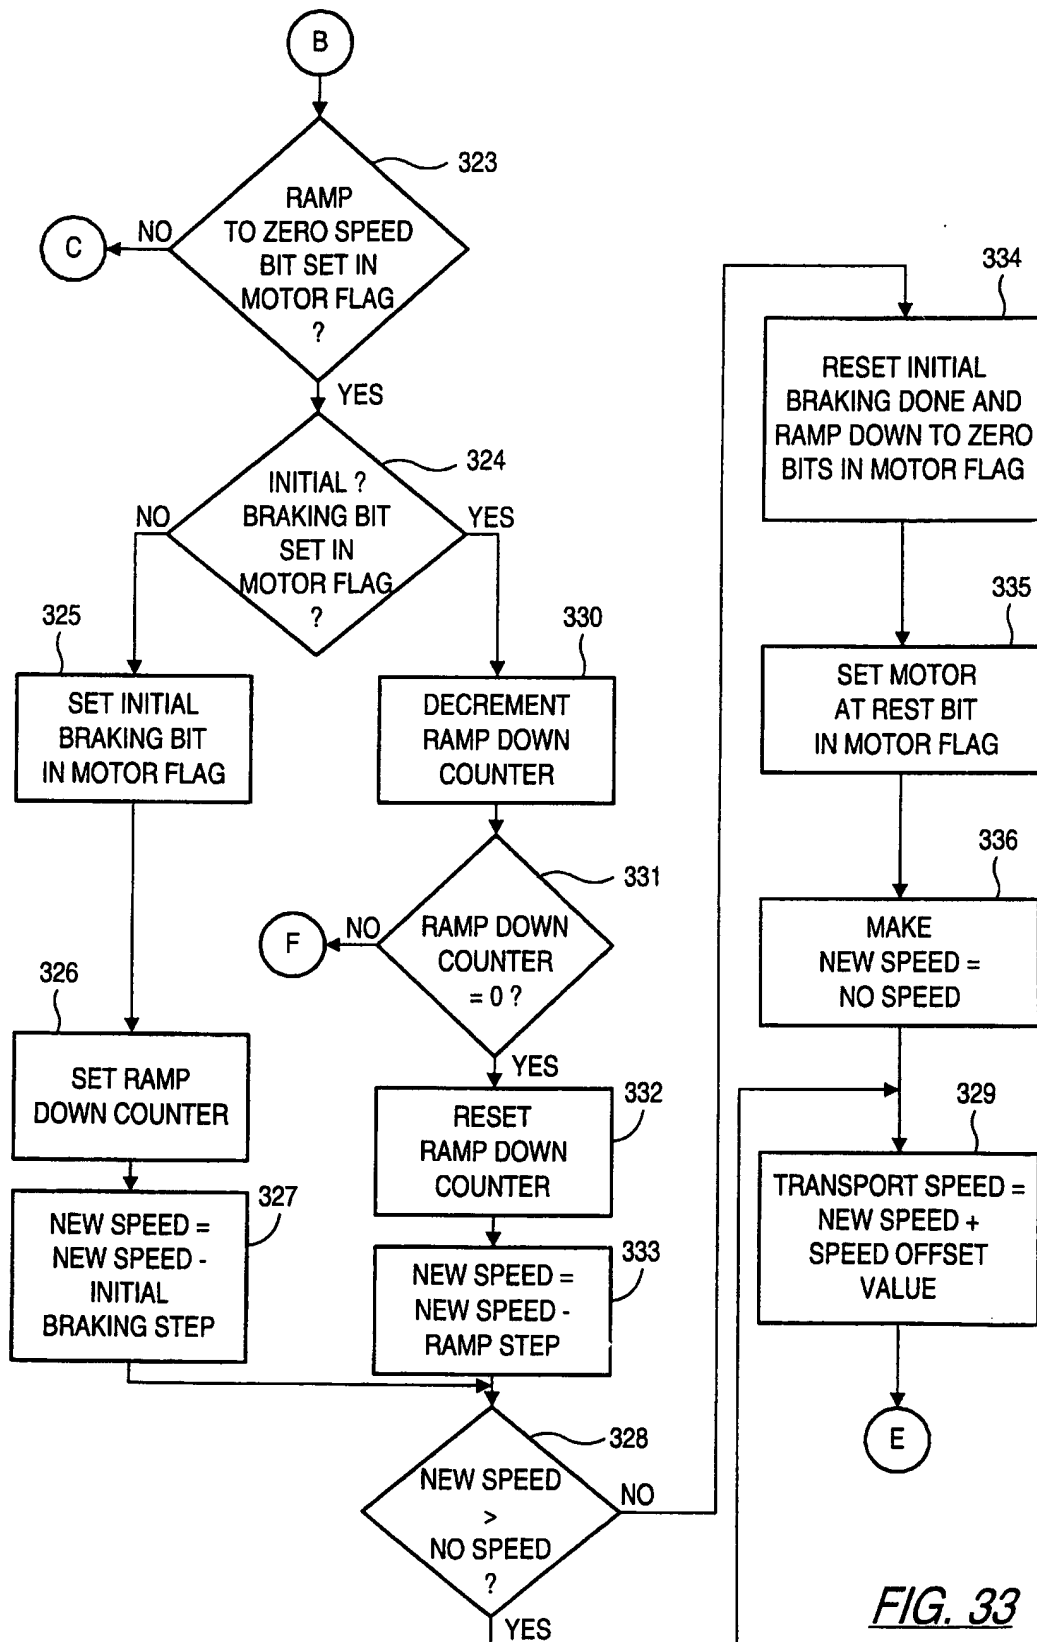 B
323
RAMP
TO ZERO SPEED
BIT SET IN
MOTOR FLAG
?
NO
C
YES
324
INITIAL ?
BRAKING BIT
SET IN
MOTOR FLAG
?
NO
YES
325
SET INITIAL
BRAKING BIT
IN MOTOR FLAG
330
DECREMENT
RAMP DOWN
COUNTER
331
RAMP DOWN
COUNTER
= 0 ?
NO
F
YES
326
SET RAMP
DOWN COUNTER
332
RESET
RAMP DOWN
COUNTER
327
NEW SPEED =
NEW SPEED -
INITIAL
BRAKING STEP
333
NEW SPEED =
NEW SPEED -
RAMP STEP
328
NEW SPEED
>
NO SPEED
?
NO
YES
334
RESET INITIAL
BRAKING DONE AND
RAMP DOWN TO ZERO
BITS IN MOTOR FLAG
335
SET MOTOR
AT REST BIT
IN MOTOR FLAG
336
MAKE
NEW SPEED =
NO SPEED
329
TRANSPORT SPEED =
NEW SPEED +
SPEED OFFSET
VALUE
E
FIG. 33